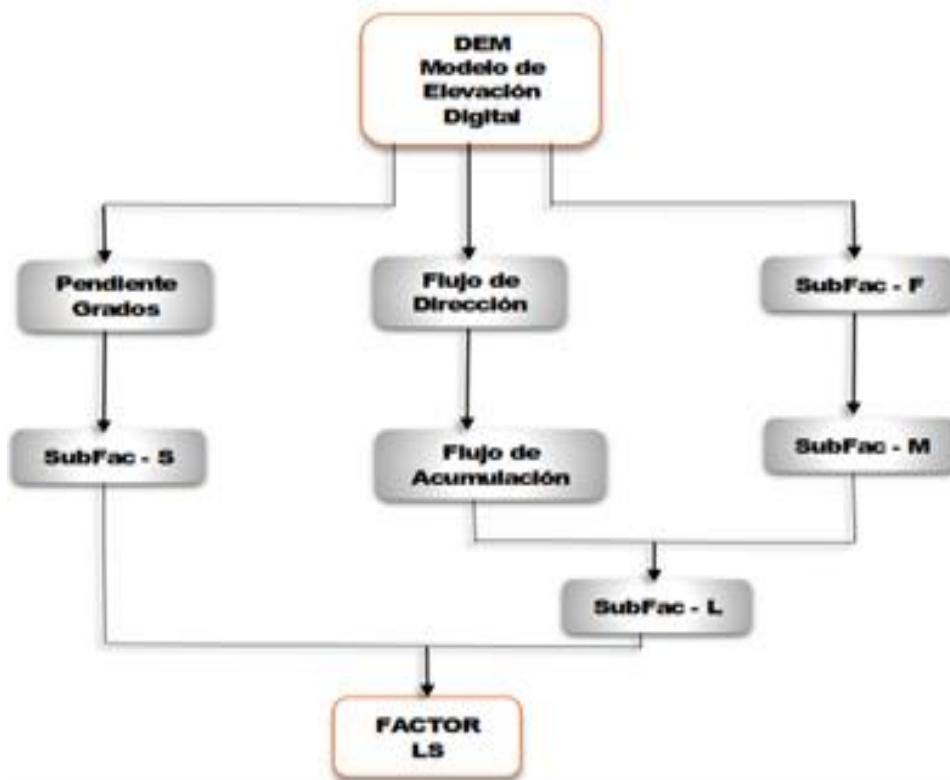 DEM
Modelo de
Elevación
Digital
Pendiente
Grados
Flujo de
Dirección
SubFac - F
SubFac - S
Flujo de
Acumulación
SubFac - M
SubFac - L
FACTOR
LS